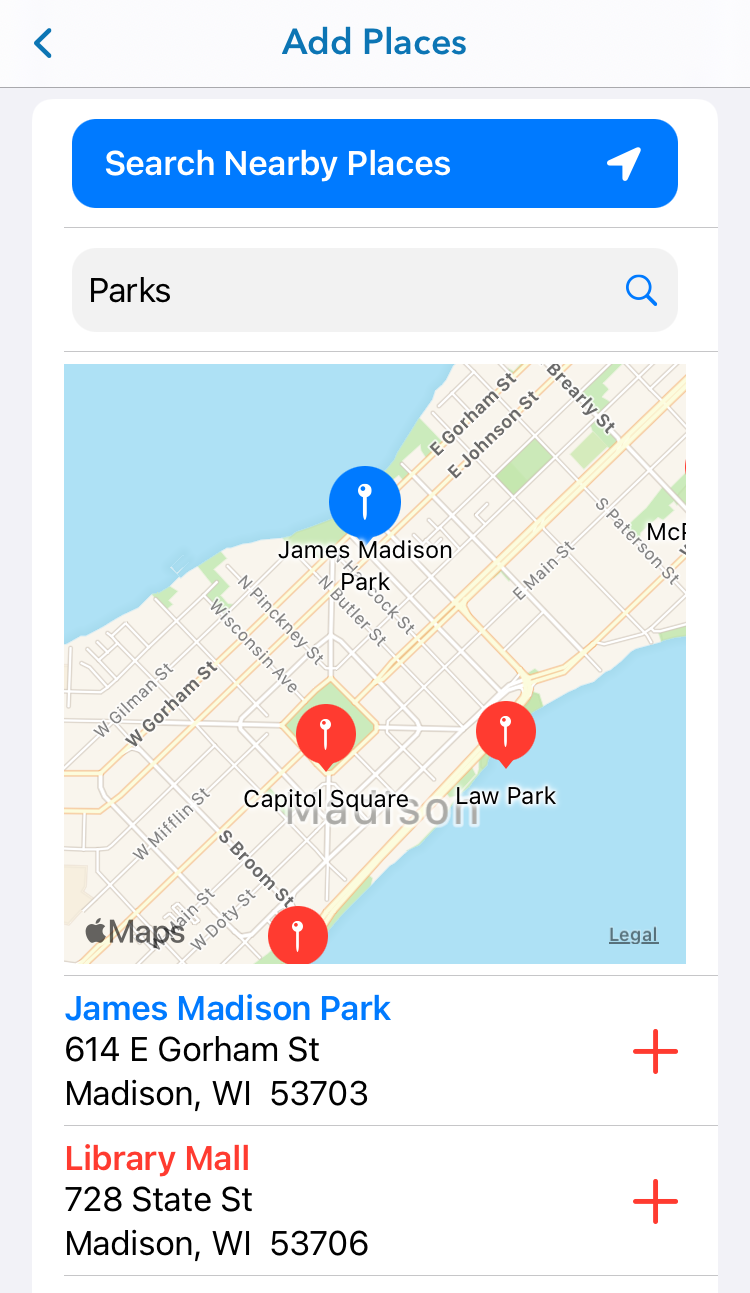 Add Places
Search Nearby Places
Parks
Brearly St
E Gorham St
E Johnson St
S Paterson St
McP
James Madison
Park
E Main St
Hancock St
N Butler St
N Pinckney St
Wisconsin Ave
W Gilman St
W Gorham St
Capitol Square
Law Park
Madison
W Mifflin St
S Broom St
Main St
W Doty St
Maps
Legal
James Madison Park
614 E Gorham St
Madison, WI 53703
Library Mall
728 State St
Madison, WI 53706